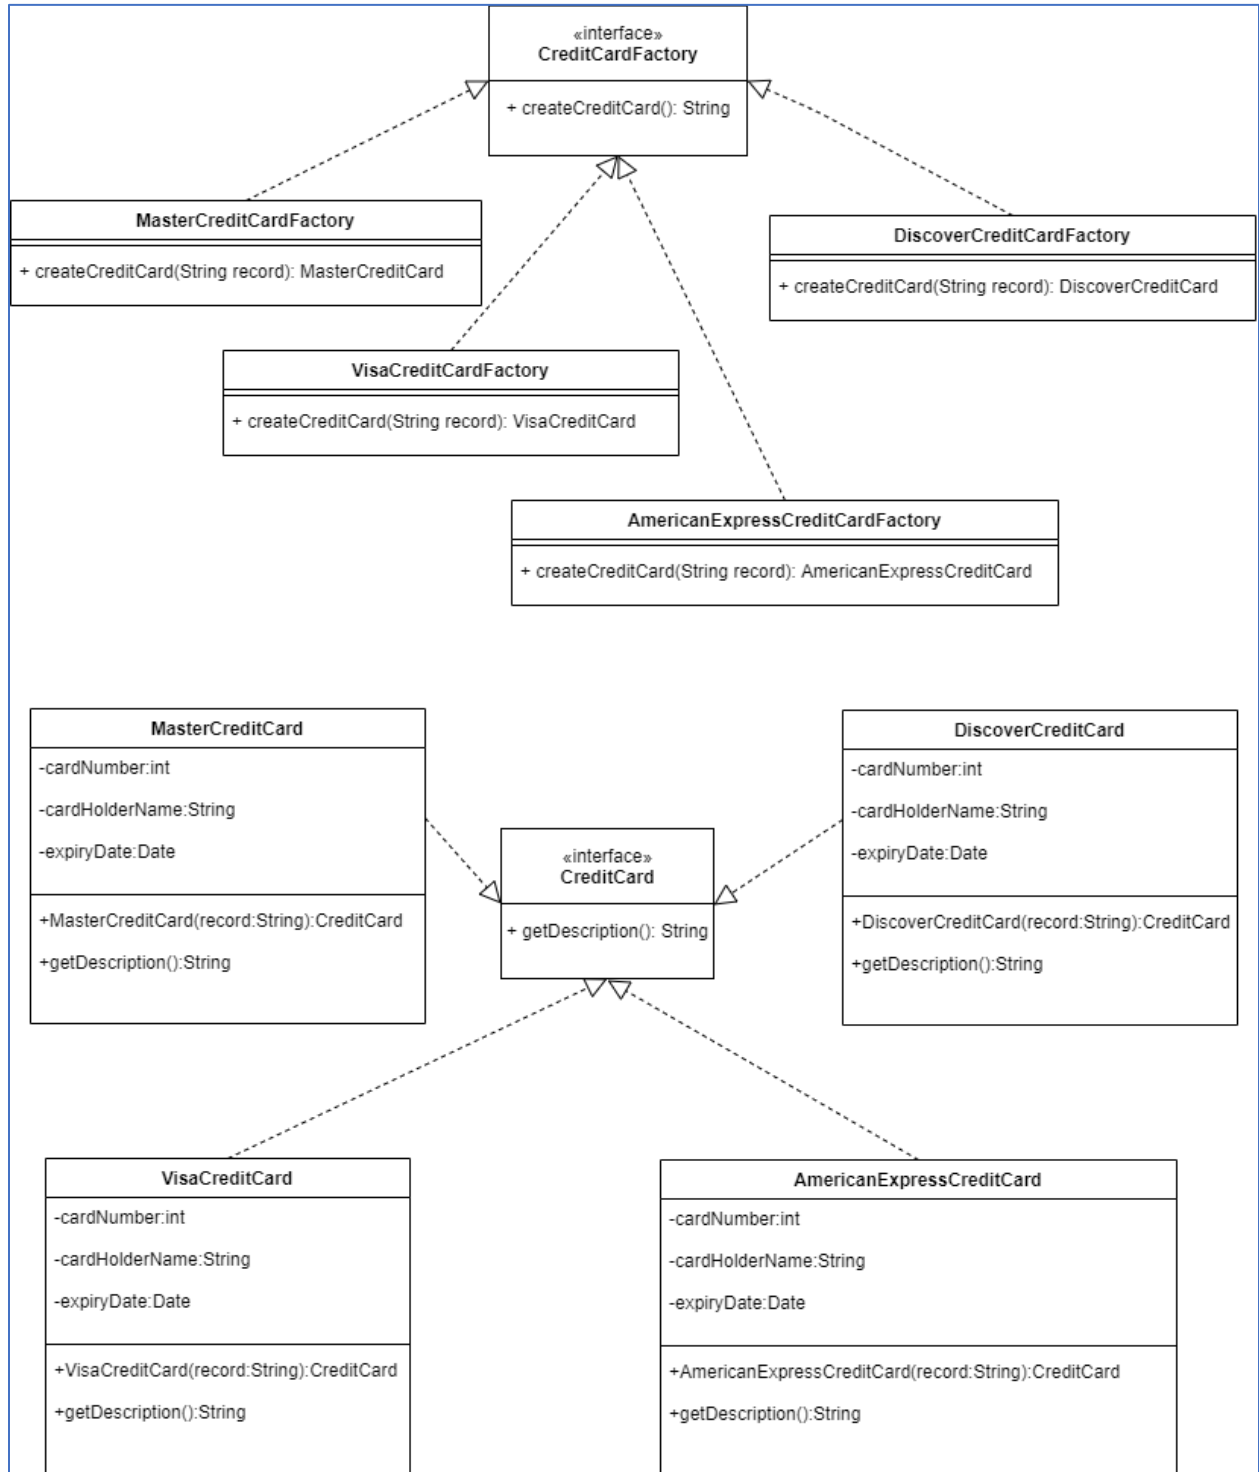 «interface»
CreditCardFactory
+ createCreditCard(): String
MasterCreditCardFactory
+ createCreditCard(String record): MasterCreditCard
DiscoverCreditCardFactory
+ createCreditCard(String record): DiscoverCreditCard
VisaCreditCardFactory
+ createCreditCard(String record): VisaCreditCard
AmericanExpressCreditCardFactory
+ createCreditCard(String record): AmericanExpressCreditCard
MasterCreditCard
-cardNumber:int
-cardHolderName:String
-expiryDate:Date
+MasterCreditCard(record:String):CreditCard
+getDescription():String
DiscoverCreditCard
-cardNumber:int
-cardHolderName:String
-expiryDate:Date
+DiscoverCreditCard(record:String):CreditCard
+getDescription():String
«interface»
CreditCard
+ getDescription(): String
VisaCreditCard
-cardNumber:int
-cardHolderName:String
-expiryDate:Date
+VisaCreditCard(record:String):CreditCard
+getDescription():String
AmericanExpressCreditCard
-cardNumber:int
-cardHolderName:String
-expiryDate:Date
+AmericanExpressCreditCard(record:String):CreditCard
+getDescription():String